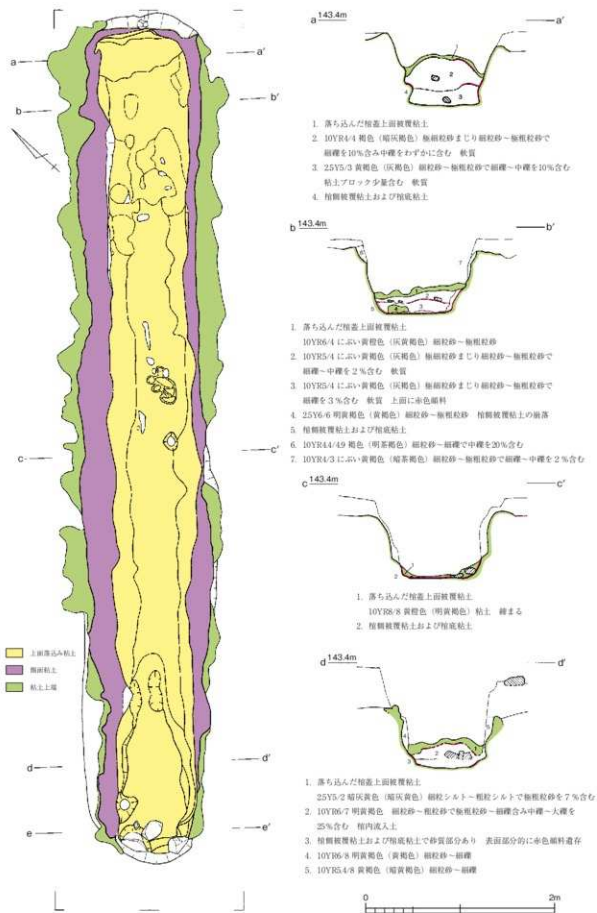 a 143.4m a'
1. 落ち込んだ棺蓋上面被覆粘土
2. 10YR4/4 褐色（暗灰褐色）極細粒砂まじり細粒砂～極粗粒砂で
細礫を10%含み中礫をわずかに含む 軟質
3. 2.5Y5/3 黄褐色（灰褐色）細粒砂～極粗粒砂で細礫～中礫を10%含む
粘土ブロック少量含む 軟質
4. 棺側被覆粘土および棺底粘土
b 143.4m b'
1. 落ち込んだ棺蓋上面被覆粘土
10YR6/4 にぶい黄橙色（灰黄褐色）細粒砂～極粗粒砂
2. 10YR5/4 にぶい黄褐色（灰褐色）極細粒砂まじり細粒砂～極粗粒砂で
細礫～中礫を２%含む 軟質
3. 10YR5/4 にぶい黄褐色（灰褐色）極細粒砂まじり細粒砂～極粗粒砂で
細礫を３%含む 軟質 上面に赤色顔料
4. 2.5Y6/6 明黄褐色（黄褐色）細粒砂～極粗粒砂 棺側被覆粘土の崩落
5. 棺側被覆粘土および棺底粘土
6. 10YR4.4/4.9 褐色（明茶褐色）細粒砂～細礫で中礫を20%含む
7. 10YR4/3 にぶい黄褐色（暗茶褐色）細粒砂～極粗粒砂で細礫～中礫を２%含む
c 143.4m c'
1. 落ち込んだ棺蓋上面被覆粘土
10YR8/8 黄橙色（明黄褐色）粘土 締まる
2. 棺側被覆粘土および棺底粘土
d 143.4m d'
1. 落ち込んだ棺蓋上面被覆粘土
2.5Y5/2 暗灰黄色（暗灰黄色）細粒シルト～粗粒シルトで極粗粒砂を７%含む
2. 10YR6/7 明黄褐色 細粒砂～粗粒砂で極粗粒砂～細礫含み中礫～大礫を
25%含む 棺内流入土
3. 棺側被覆粘土および棺底粘土で砂質部分あり 表面部分的に赤色顔料遺存
4. 10YR6/8 明黄褐色（黄褐色）細粒砂～細礫
5. 10YR5.4/8 黄褐色（暗黄褐色）細粒砂～細礫
0 2m
a a'
b b'
c c'
d d'
e e'
上面落込み粘土
側面粘土
粘土上端